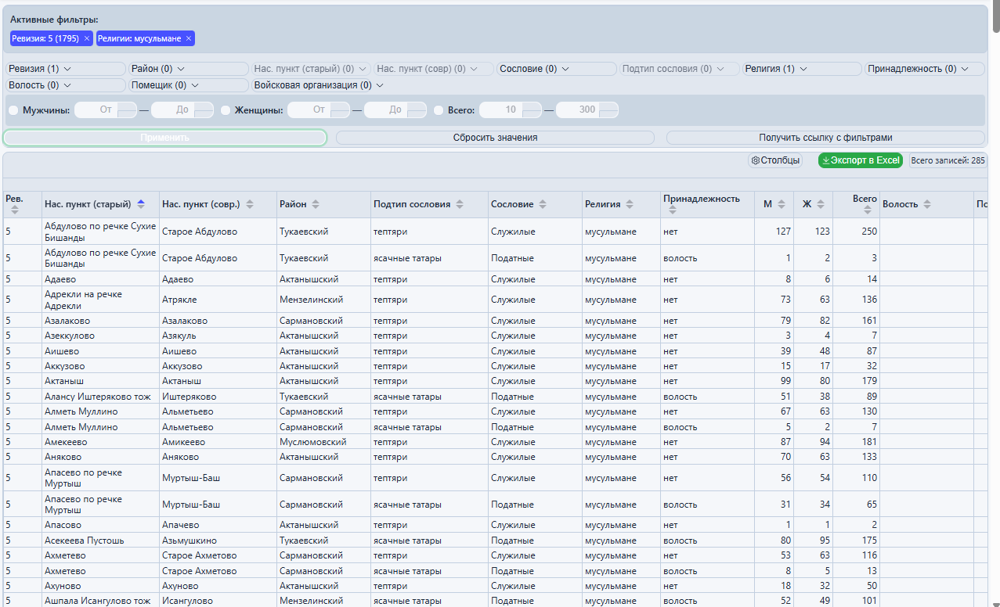 Активные фильтры:
Ревизия: 5 (1795) × Религии: мусульмане ×
Ревизия (1) Район (0) Нас. пункт (старый) (0) Нас. пункт (совр) (0) Сословие (0) Подтип сословия (0) Религия (1) Принадлежность (0)
Волость (0) Помещик (0) Войсковая организация (0)
Мужчины: От — До Женщины: От — До Всего: 10 — 300
Применить Сбросить значения Получить ссылку с фильтрами
Столбцы Экспорт в Excel Всего записей: 285
Рев. Нас. пункт (старый) Нас. пункт (совр.) Район Подтип сословия Сословие Религия Принадлежность М Ж Всего Волость По
5 Абдулово по речке Сухие Бишанды Старое Абдулово Тукаевский тептяри Служилые мусульмане нет 127 123 250
5 Абдулово по речке Сухие Бишанды Старое Абдулово Тукаевский ясачные татары Податные мусульмане волость 1 2 3
5 Адаево Адаево Актанышский тептяри Служилые мусульмане нет 8 6 14
5 Адрекли на речке Адрекли Атрякле Мензелинский тептяри Служилые мусульмане нет 73 63 136
5 Азалаково Азалаково Сармановский тептяри Служилые мусульмане нет 79 82 161
5 Азеккулово Азякуль Актанышский тептяри Служилые мусульмане нет 3 4 7
5 Аишево Аишево Актанышский тептяри Служилые мусульмане нет 39 48 87
5 Аккузово Аккузово Актанышский тептяри Служилые мусульмане нет 15 17 32
5 Актаныш Актаныш Актанышский тептяри Служилые мусульмане нет 99 80 179
5 Алансу Иштеряково тож Иштеряково Тукаевский ясачные татары Податные мусульмане волость 51 38 89
5 Алметь Муллино Альметьево Сармановский тептяри Служилые мусульмане нет 67 63 130
5 Алметь Муллино Альметьево Сармановский ясачные татары Податные мусульмане волость 5 2 7
5 Амекеево Амикеево Муслюмовский тептяри Служилые мусульмане нет 87 94 181
5 Аняково Аняково Актанышский тептяри Служилые мусульмане нет 70 63 133
5 Апасево по речке Муртыш Муртыш-Баш Сармановский тептяри Служилые мусульмане нет 56 54 110
5 Апасево по речке Муртыш Муртыш-Баш Сармановский ясачные татары Податные мусульмане волость 31 34 65
5 Апасово Апачево Актанышский тептяри Служилые мусульмане нет 1 1 2
5 Асекеева Пустошь Азьмушкино Тукаевский ясачные татары Податные мусульмане волость 80 95 175
5 Ахметево Старое Ахметово Сармановский тептяри Служилые мусульмане нет 53 63 116
5 Ахметево Старое Ахметово Сармановский ясачные татары Податные мусульмане волость 8 5 13
5 Ахуново Ахуново Актанышский тептяри Служилые мусульмане нет 18 32 50
5 Ашпала Исангулово тож Исангулово Мензелинский ясачные татары Податные мусульмане волость 52 49 101